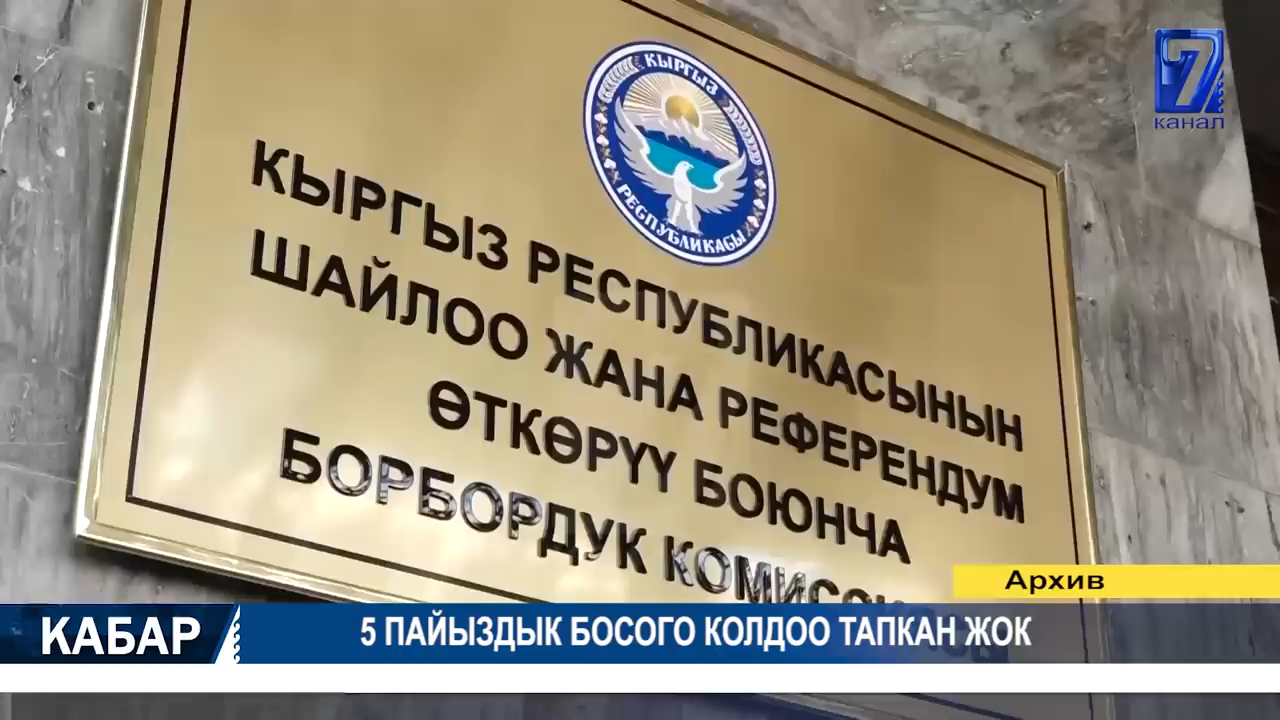 7
канал
КЫРГЫЗ
РЕСПУБЛИКАСЫ
КЫРГЫЗ РЕСПУБЛИКАСЫНЫН
ШАЙЛОО ЖАНА РЕФЕРЕНДУМ
ӨТКӨРҮҮ БОЮНЧА
БОРБОРДУК КОМИССИЯСЫ
Архив
КАБАР
5 ПАЙЫЗДЫК БОСОГО КОЛДОО ТАПКАН ЖОК